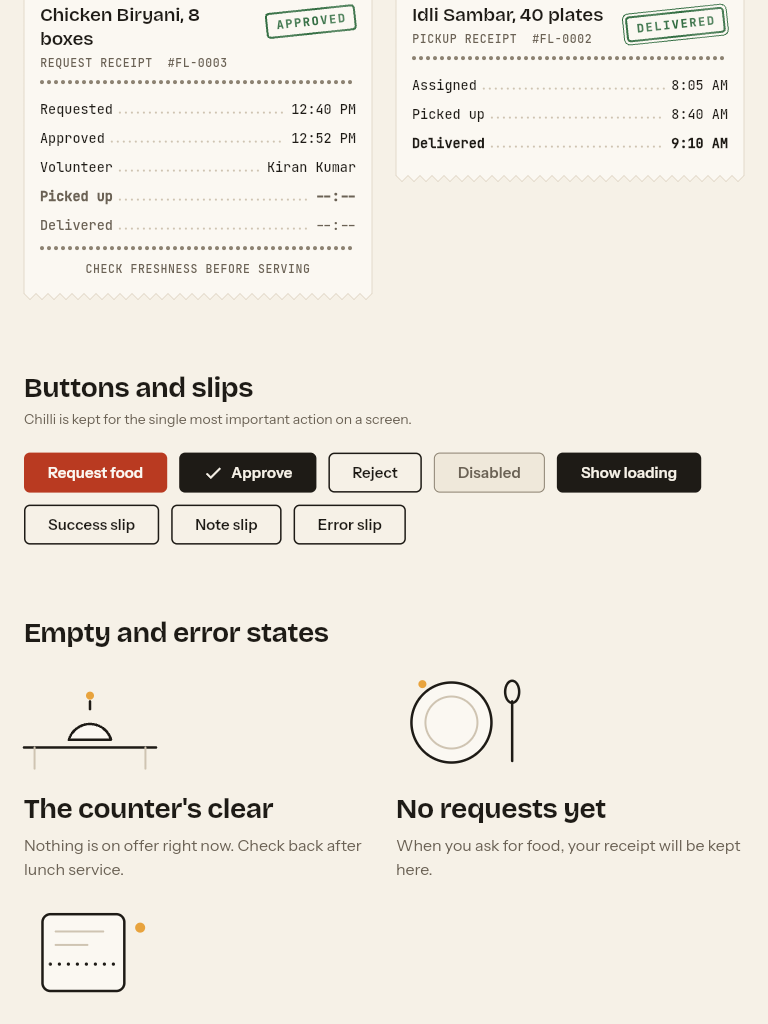 Chicken Biryani, 8
boxes
APPROVED
REQUEST RECEIPT #FL-0003
Requested 12:40 PM
Approved 12:52 PM
Volunteer Kiran Kumar
Picked up --:--
Delivered --:--
CHECK FRESHNESS BEFORE SERVING
Idli Sambar, 40 plates
DELIVERED
PICKUP RECEIPT #FL-0002
Assigned 8:05 AM
Picked up 8:40 AM
Delivered 9:10 AM
Buttons and slips
Chilli is kept for the single most important action on a screen.
Request food
Approve
Reject
Disabled
Show loading
Success slip
Note slip
Error slip
Empty and error states
The counter's clear
Nothing is on offer right now. Check back after
lunch service.
No requests yet
When you ask for food, your receipt will be kept
here.